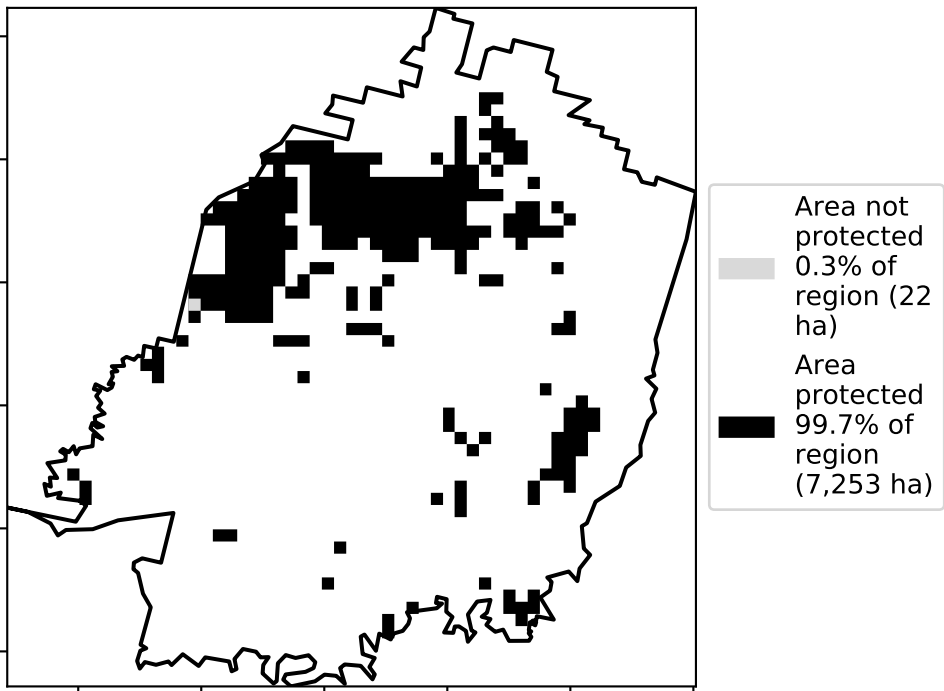 Area not
protected
0.3% of
region (22
ha)
Area
protected
99.7% of
region
(7,253 ha)